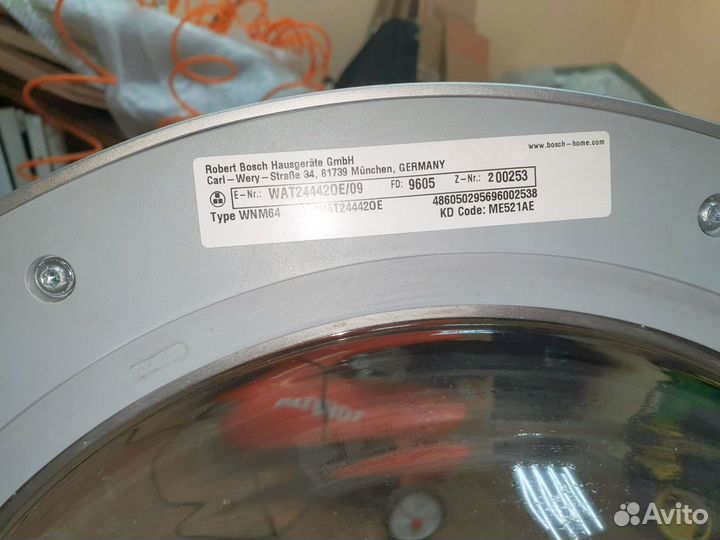 www.bosch-home.com
Robert Bosch Hausgeräte GmbH
Carl-Wery-Straße 34, 81739 München, GERMANY
E-Nr.: WAT24442OE/09 FD: 9605 Z-Nr.: 200253
486050295696002538
Type WNM64 WAT24442OE KD Code: ME521AE
Avito